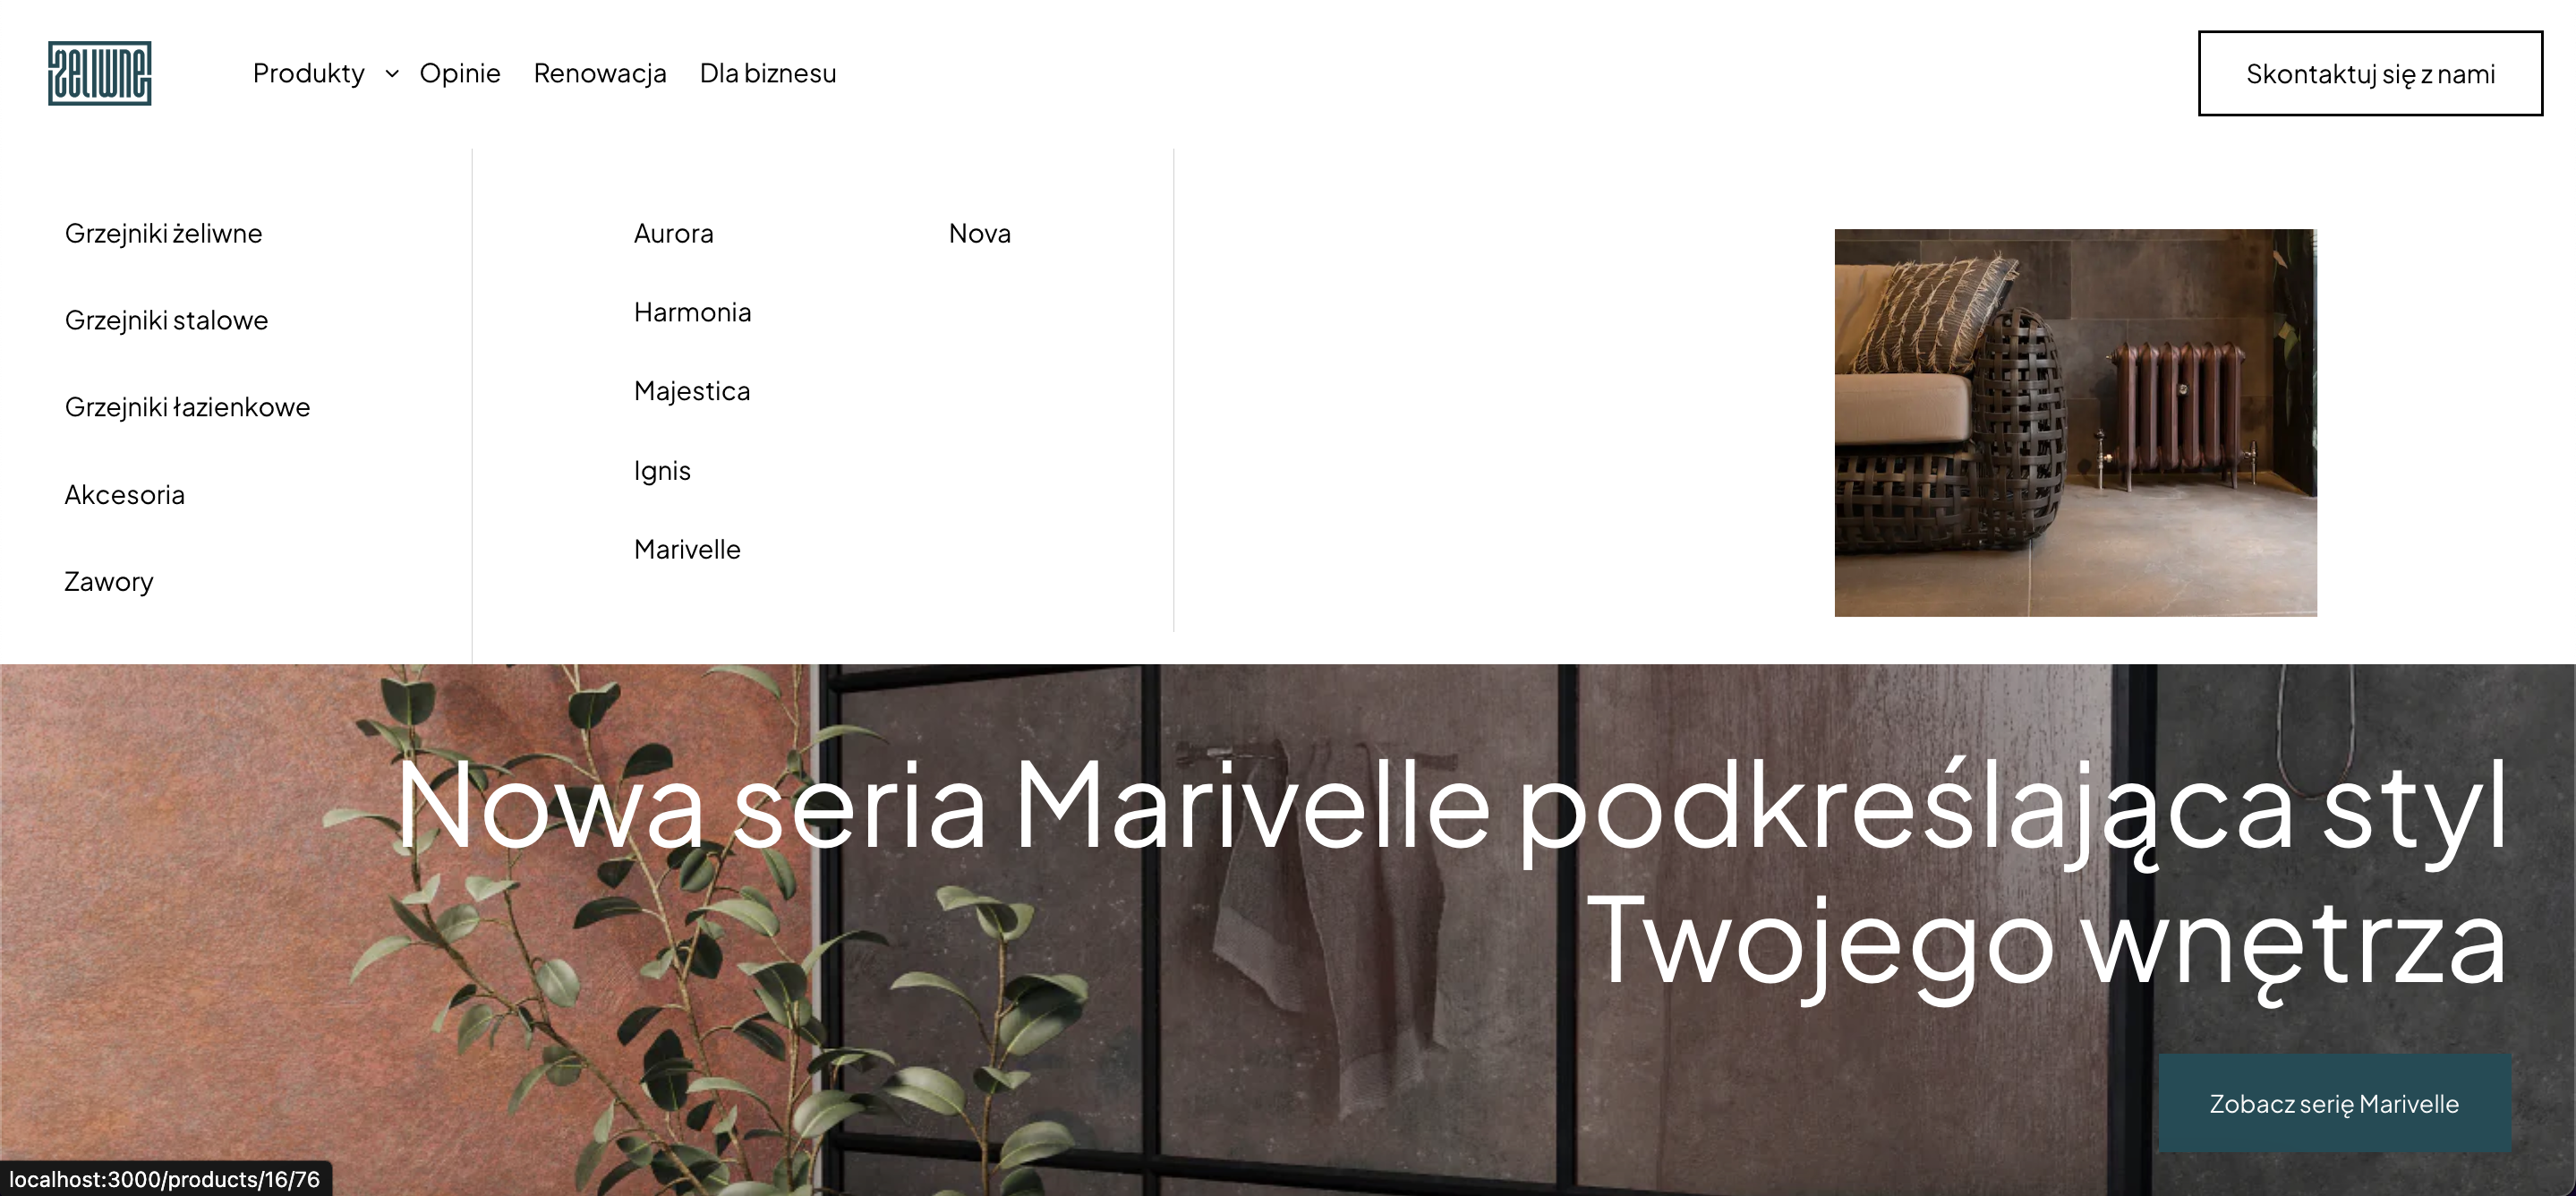 żeliwne
Produkty
Opinie
Renowacja
Dla biznesu
Skontaktuj się z nami
Grzejniki żeliwne
Grzejniki stalowe
Grzejniki łazienkowe
Akcesoria
Zawory
Aurora
Harmonia
Majestica
Ignis
Marivelle
Nova
Nowa seria Marivelle podkreślająca styl
Twojego wnętrza
Zobacz serię Marivelle
localhost:3000/products/16/76